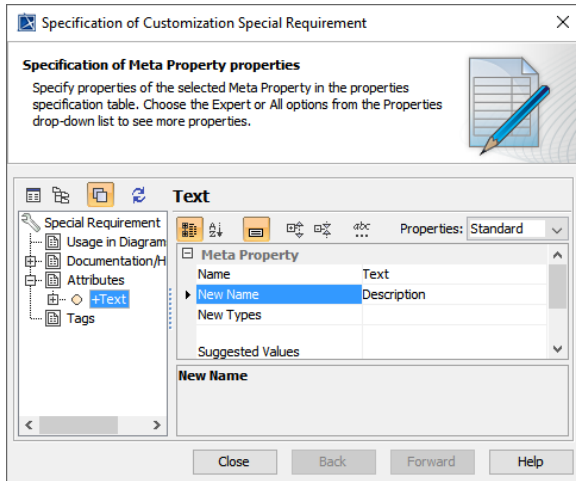 Specification of Customization Special Requirement
Specification of Meta Property properties
Specify properties of the selected Meta Property in the properties
specification table. Choose the Expert or All options from the Properties
drop-down list to see more properties.
Text
Special Requirement
Usage in Diagram
Documentation/H
Attributes
+Text
Tags
abc
Properties: Standard
Meta Property
Name Text
New Name Description
New Types
Suggested Values
New Name
Close Back Forward Help